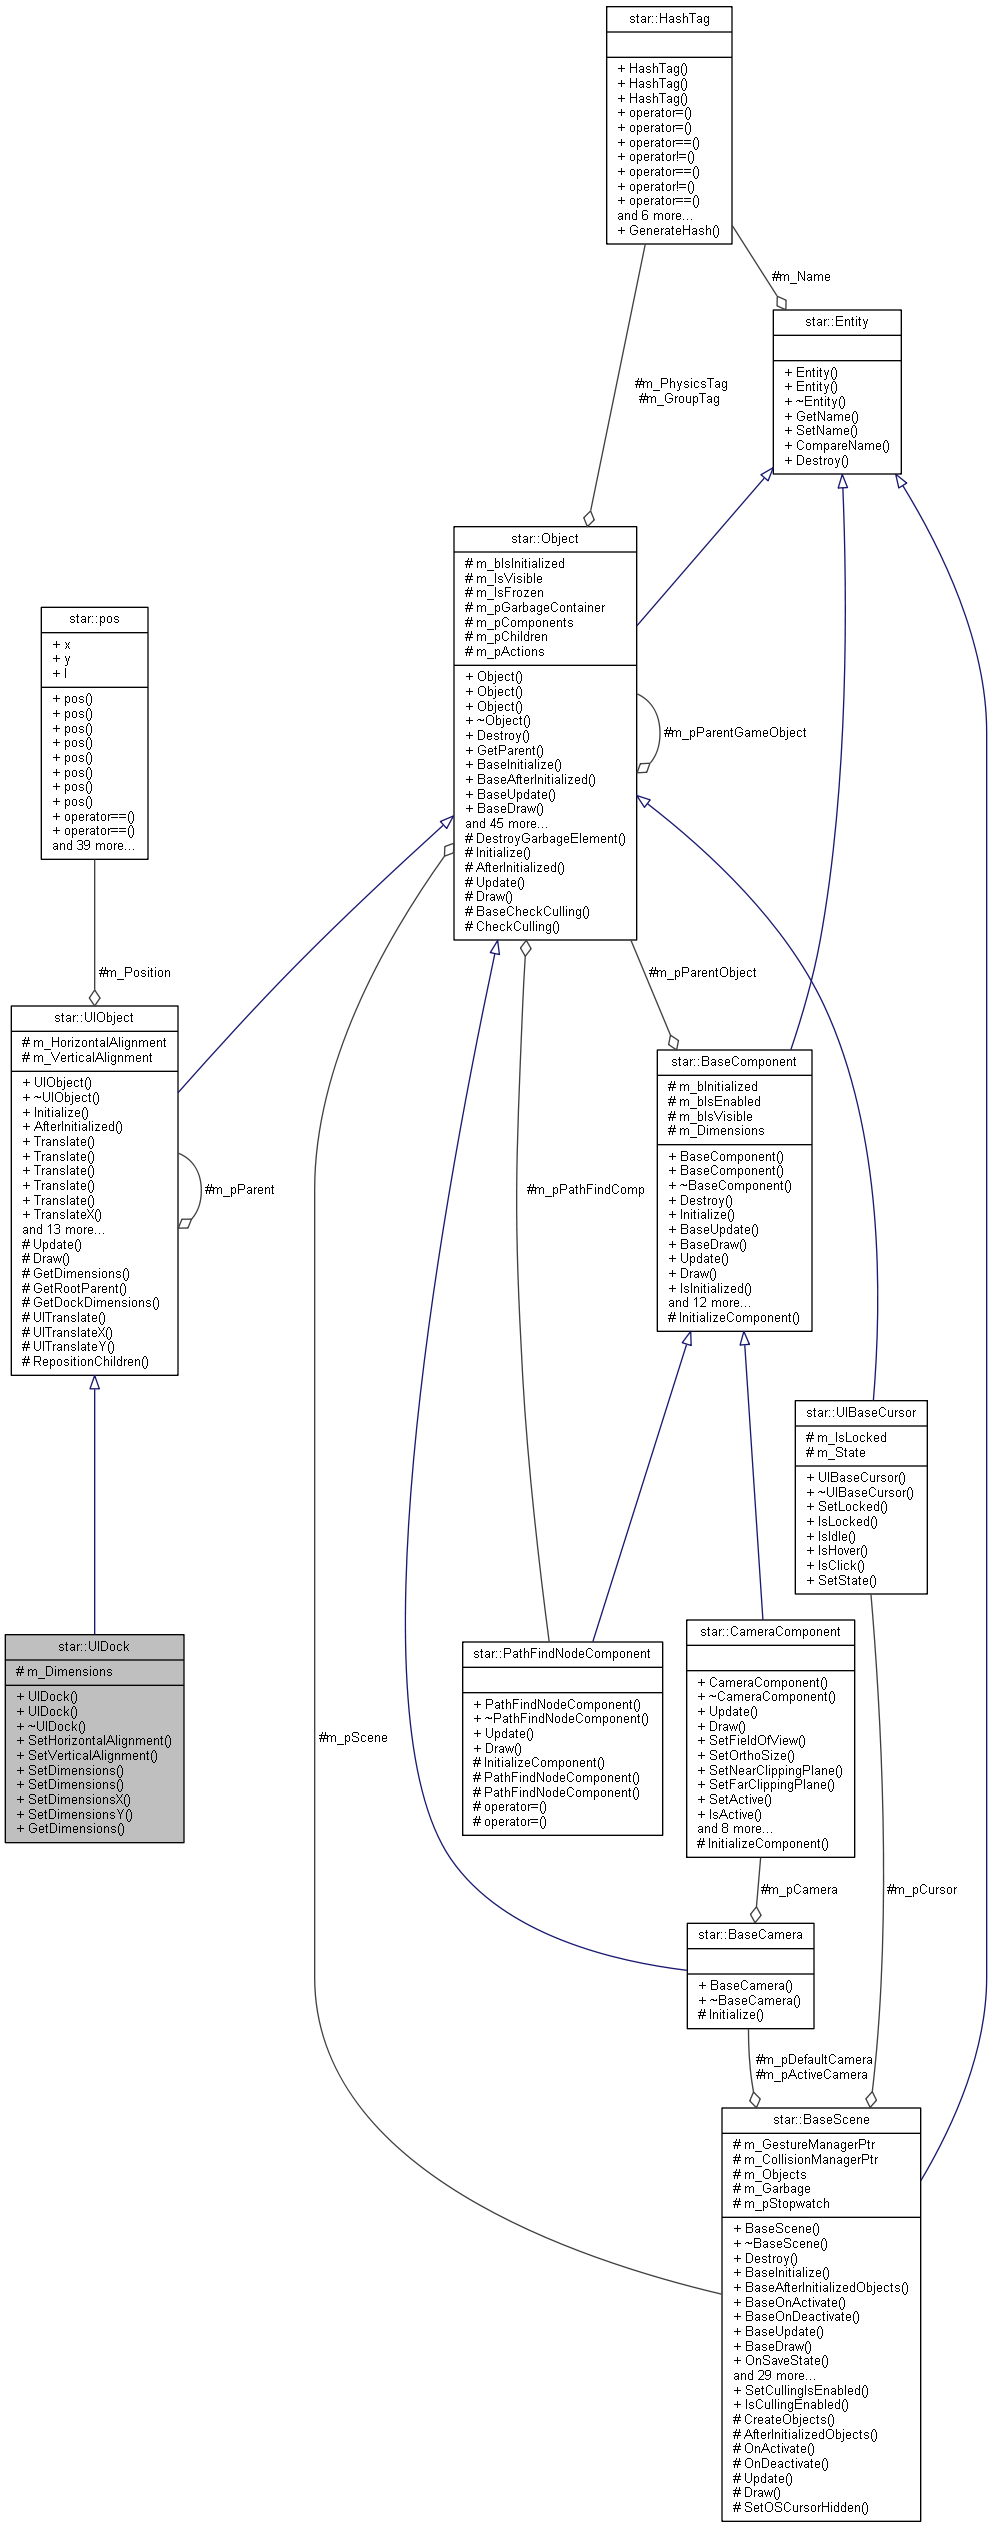 star::HashTag
+ HashTag()
+ HashTag()
+ HashTag()
+ operator=()
+ operator=()
+ operator==()
+ operator!=()
+ operator==()
+ operator!=()
+ operator==()
and 6 more...
+ GenerateHash()
#m_Name
star::Entity
+ Entity()
+ Entity()
+ ~Entity()
+ GetName()
+ SetName()
+ CompareName()
+ Destroy()
#m_PhysicsTag
#m_GroupTag
star::Object
# m_bIsInitialized
# m_IsVisible
# m_IsFrozen
# m_pGarbageContainer
# m_pComponents
# m_pChildren
# m_pActions
+ Object()
+ Object()
+ Object()
+ ~Object()
+ Destroy()
+ GetParent()
+ BaseInitialize()
+ BaseAfterInitialized()
+ BaseUpdate()
+ BaseDraw()
and 45 more...
# DestroyGarbageElement()
# Initialize()
# AfterInitialized()
# Update()
# Draw()
# BaseCheckCulling()
# CheckCulling()
#m_pParentGameObject
star::pos
+ x
+ y
+ l
+ pos()
+ pos()
+ pos()
+ pos()
+ pos()
+ pos()
+ pos()
+ pos()
+ operator==()
+ operator==()
and 39 more...
#m_Position
#m_pParentObject
star::UIObject
# m_HorizontalAlignment
# m_VerticalAlignment
+ UIObject()
+ ~UIObject()
+ Initialize()
+ AfterInitialized()
+ Translate()
+ Translate()
+ Translate()
+ Translate()
+ Translate()
+ TranslateX()
and 13 more...
# Update()
# Draw()
# GetDimensions()
# GetRootParent()
# GetDockDimensions()
# UITranslate()
# UITranslateX()
# UITranslateY()
# RepositionChildren()
#m_pParent
#m_pPathFindComp
star::BaseComponent
# m_bInitialized
# m_bIsEnabled
# m_bIsVisible
# m_Dimensions
+ BaseComponent()
+ BaseComponent()
+ ~BaseComponent()
+ Destroy()
+ Initialize()
+ BaseUpdate()
+ BaseDraw()
+ Update()
+ Draw()
+ IsInitialized()
and 12 more...
# InitializeComponent()
star::UIBaseCursor
# m_IsLocked
# m_State
+ UIBaseCursor()
+ ~UIBaseCursor()
+ SetLocked()
+ IsLocked()
+ IsIdle()
+ IsHover()
+ IsClick()
+ SetState()
star::UIDock
# m_Dimensions
+ UIDock()
+ UIDock()
+ ~UIDock()
+ SetHorizontalAlignment()
+ SetVerticalAlignment()
+ SetDimensions()
+ SetDimensions()
+ SetDimensionsX()
+ SetDimensionsY()
+ GetDimensions()
#m_pScene
star::PathFindNodeComponent
+ PathFindNodeComponent()
+ ~PathFindNodeComponent()
+ Update()
+ Draw()
# InitializeComponent()
# PathFindNodeComponent()
# PathFindNodeComponent()
# operator=()
# operator=()
star::CameraComponent
+ CameraComponent()
+ ~CameraComponent()
+ Update()
+ Draw()
+ SetFieldOfView()
+ SetOrthoSize()
+ SetNearClippingPlane()
+ SetFarClippingPlane()
+ SetActive()
+ IsActive()
and 8 more...
# InitializeComponent()
#m_pCamera
#m_pCursor
star::BaseCamera
+ BaseCamera()
+ ~BaseCamera()
# Initialize()
#m_pDefaultCamera
#m_pActiveCamera
star::BaseScene
# m_GestureManagerPtr
# m_CollisionManagerPtr
# m_Objects
# m_Garbage
# m_pStopwatch
+ BaseScene()
+ ~BaseScene()
+ Destroy()
+ BaseInitialize()
+ BaseAfterInitializedObjects()
+ BaseOnActivate()
+ BaseOnDeactivate()
+ BaseUpdate()
+ BaseDraw()
+ OnSaveState()
and 29 more...
+ SetCullingIsEnabled()
+ IsCullingEnabled()
# CreateObjects()
# AfterInitializedObjects()
# OnActivate()
# OnDeactivate()
# Update()
# Draw()
# SetOSCursorHidden()